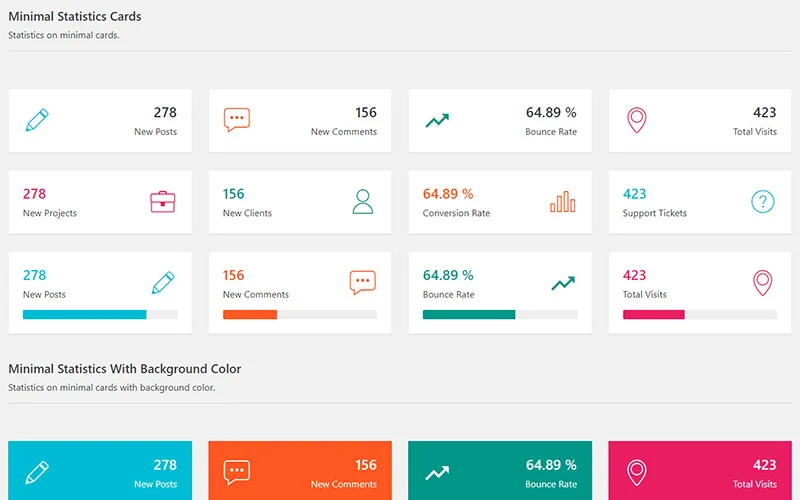 Minimal Statistics Cards
Statistics on minimal cards.
278
New Posts
156
New Comments
64.89 %
Bounce Rate
423
Total Visits
278
New Projects
156
New Clients
64.89 %
Conversion Rate
423
Support Tickets
?
278
New Posts
156
New Comments
64.89 %
Bounce Rate
423
Total Visits
Minimal Statistics With Background Color
Statistics on minimal cards with background color.
278
New Posts
156
New Comments
64.89 %
Bounce Rate
423
Total Visits